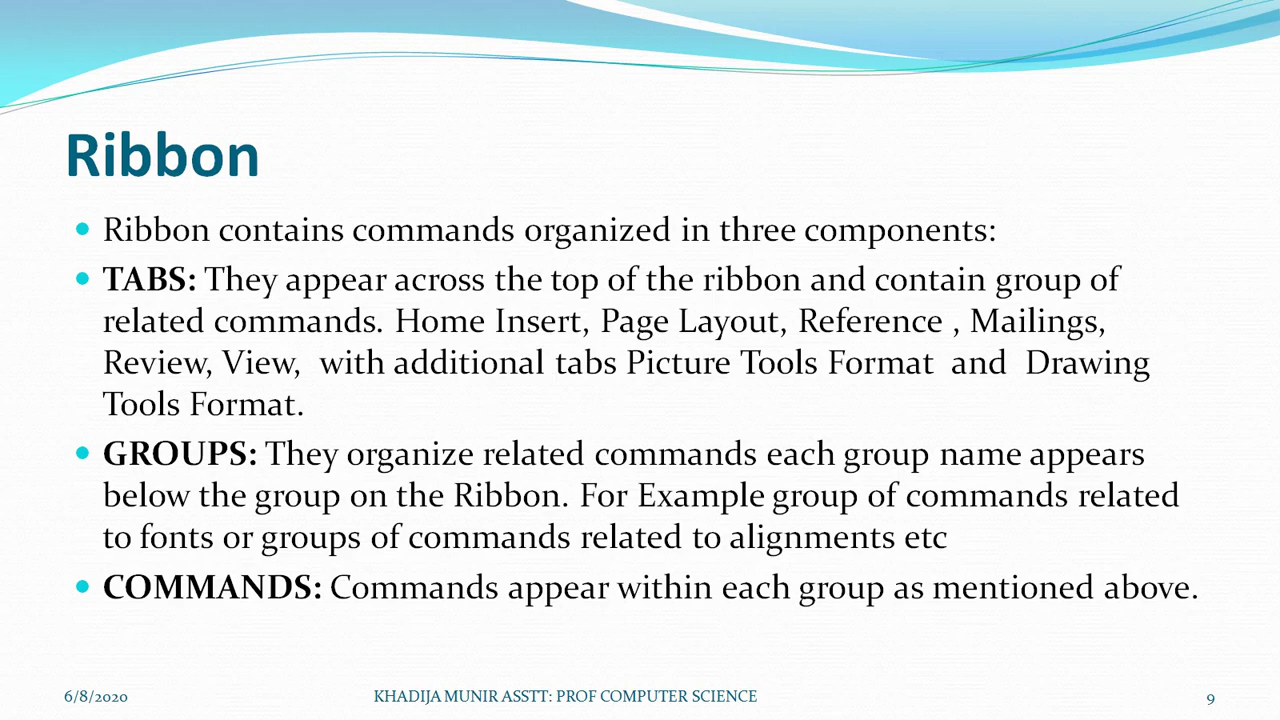 Ribbon
• Ribbon contains commands organized in three components:
• TABS: They appear across the top of the ribbon and contain group of
related commands. Home Insert, Page Layout, Reference , Mailings,
Review, View,  with additional tabs Picture Tools Format  and  Drawing
Tools Format.
• GROUPS: They organize related commands each group name appears
below the group on the Ribbon. For Example group of commands related
to fonts or groups of commands related to alignments etc
• COMMANDS: Commands appear within each group as mentioned above.
6/8/2020 KHADIJA MUNIR ASSTT: PROF COMPUTER SCIENCE 9